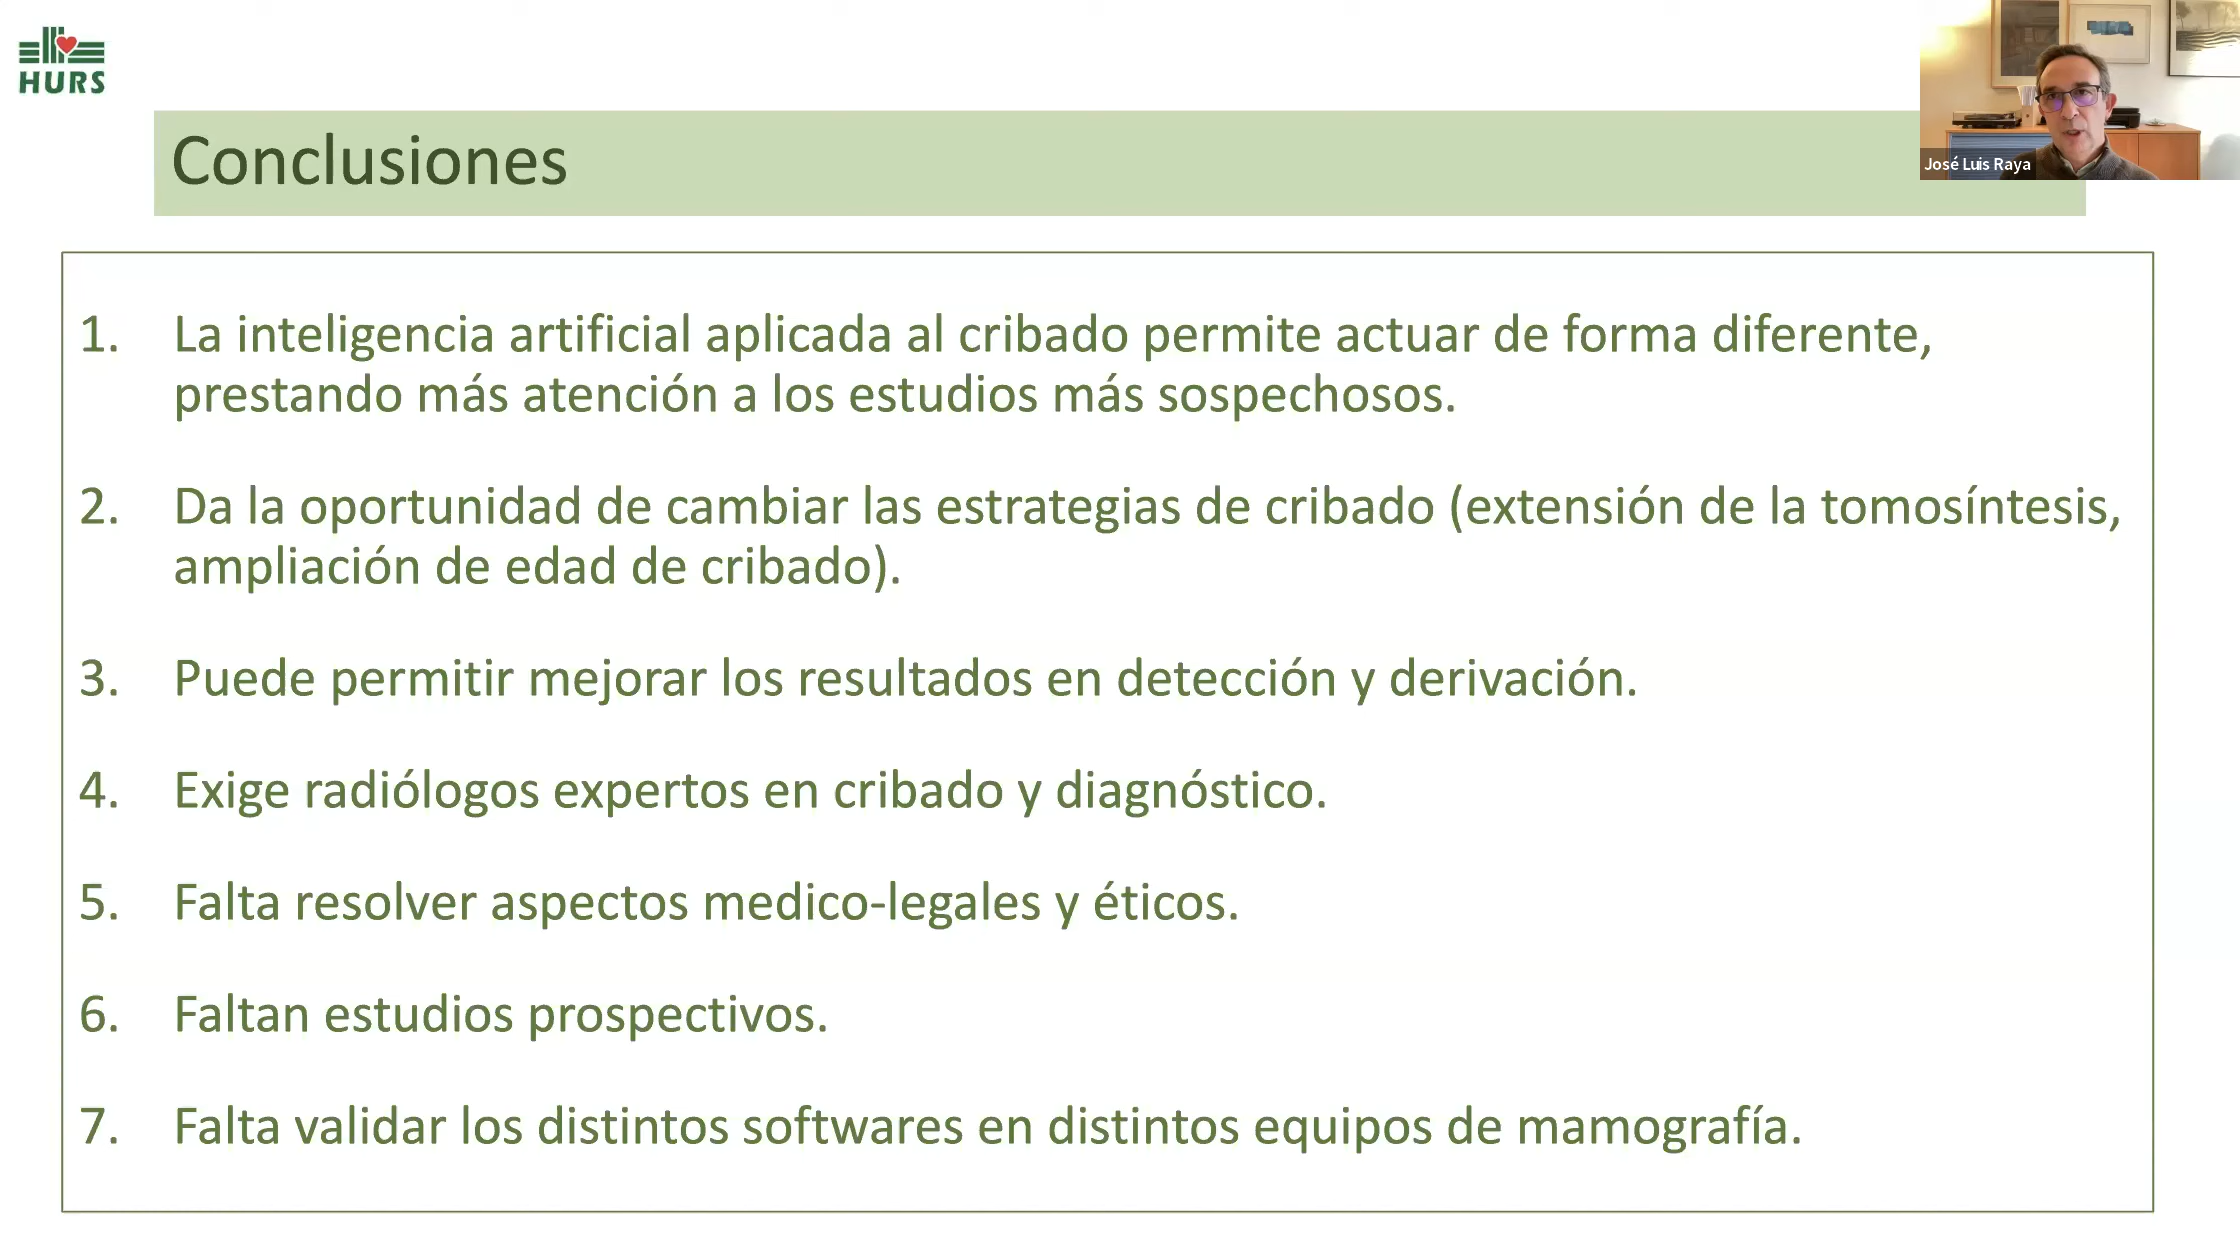 HURS
José Luis Raya
Conclusiones
1. La inteligencia artificial aplicada al cribado permite actuar de forma diferente,
prestando más atención a los estudios más sospechosos.
2. Da la oportunidad de cambiar las estrategias de cribado (extensión de la tomosíntesis,
ampliación de edad de cribado).
3. Puede permitir mejorar los resultados en detección y derivación.
4. Exige radiólogos expertos en cribado y diagnóstico.
5. Falta resolver aspectos medico-legales y éticos.
6. Faltan estudios prospectivos.
7. Falta validar los distintos softwares en distintos equipos de mamografía.